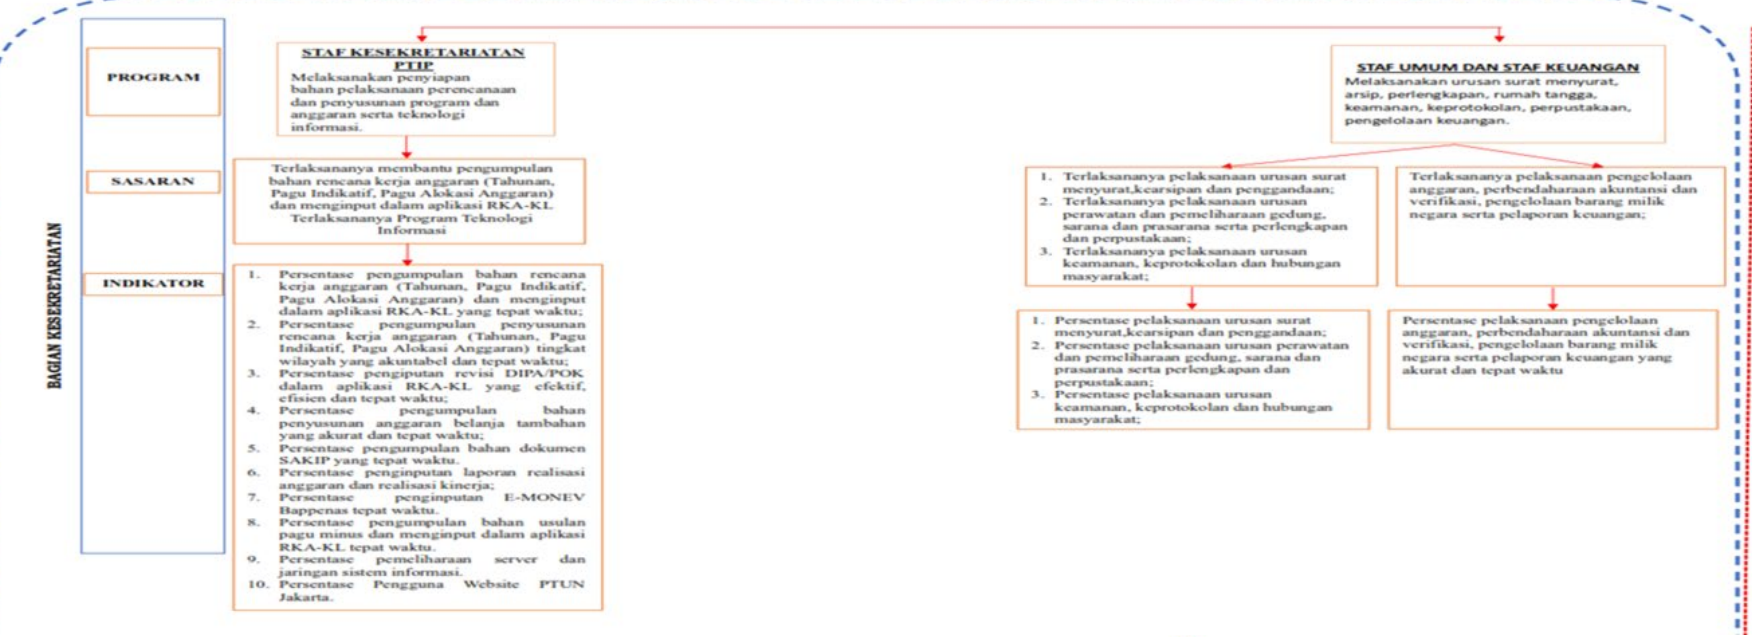 BAGIAN KESEKRETARIATAN
PROGRAM
SASARAN
INDIKATOR
STAF KESEKRETARIATAN
PTIP
Melaksanakan penyiapan
bahan pelaksanaan perencanaan
dan penyusunan program dan
anggaran serta teknologi
informasi.
Terlaksananya membantu pengumpulan
bahan rencana kerja anggaran (Tahunan,
Pagu Indikatif, Pagu Alokasi Anggaran)
dan menginput dalam aplikasi RKA-KL
Terlaksananya Program Teknologi
Informasi
1. Persentase pengumpulan bahan rencana
kerja anggaran (Tahunan, Pagu Indikatif,
Pagu Alokasi Anggaran) dan menginput
dalam aplikasi RKA-KL yang tepat waktu;
2. Persentase pengumpulan penyusunan
rencana kerja anggaran (Tahunan, Pagu
Indikatif, Pagu Alokasi Anggaran) tingkat
wilayah yang akuntabel dan tepat waktu;
3. Persentase pengiputan revisi DIPA/POK
dalam aplikasi RKA-KL yang efektif,
efisien dan tepat waktu;
4. Persentase pengumpulan bahan
penyusunan anggaran belanja tambahan
yang akurat dan tepat waktu;
5. Persentase pengumpulan bahan dokumen
SAKIP yang tepat waktu.
6. Persentase penginputan laporan realisasi
anggaran dan realisasi kinerja;
7. Persentase penginputan E-MONEV
Bappenas tepat waktu.
8. Persentase pengumpulan bahan usulan
pagu minus dan menginput dalam aplikasi
RKA-KL tepat waktu.
9. Persentase pemeliharaan server dan
jaringan sistem informasi.
10. Persentase Pengguna Website PTUN
Jakarta.
STAF UMUM DAN STAF KEUANGAN
Melaksanakan urusan surat menyurat,
arsip, perlengkapan, rumah tangga,
keamanan, keprotokolan, perpustakaan,
pengelolaan keuangan.
1. Terlaksananya pelaksanaan urusan surat
menyurat,kearsipan dan penggandaan;
2. Terlaksananya pelaksanaan urusan
perawatan dan pemeliharaan gedung,
sarana dan prasarana serta perlengkapan
dan perpustakaan;
3. Terlaksananya pelaksanaan urusan
keamanan, keprotokolan dan hubungan
masyarakat;
Terlaksananya pelaksanaan pengelolaan
anggaran, perbendaharaan akuntansi dan
verifikasi, pengelolaan barang milik
negara serta pelaporan keuangan;
1. Persentase pelaksanaan urusan surat
menyurat,kearsipan dan penggandaan;
2. Persentase pelaksanaan urusan perawatan
dan pemeliharaan gedung, sarana dan
prasarana serta perlengkapan dan
perpustakaan;
3. Persentase pelaksanaan urusan
keamanan, keprotokolan dan hubungan
masyarakat;
Persentase pelaksanaan pengelolaan
anggaran, perbendaharaan akuntansi dan
verifikasi, pengelolaan barang milik
negara serta pelaporan keuangan yang
akurat dan tepat waktu